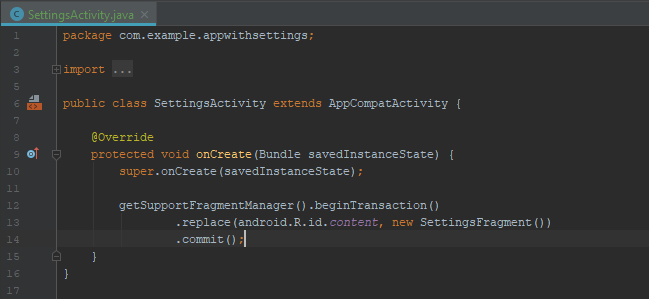 SettingsActivity.java
1 package com.example.appwithsettings;
2
3 import ...
5
6 public class SettingsActivity extends AppCompatActivity {
7
8     @Override
9     protected void onCreate(Bundle savedInstanceState) {
10         super.onCreate(savedInstanceState);
11
12         getSupportFragmentManager().beginTransaction()
13                 .replace(android.R.id.content, new SettingsFragment())
14                 .commit();
15     }
16 }
17